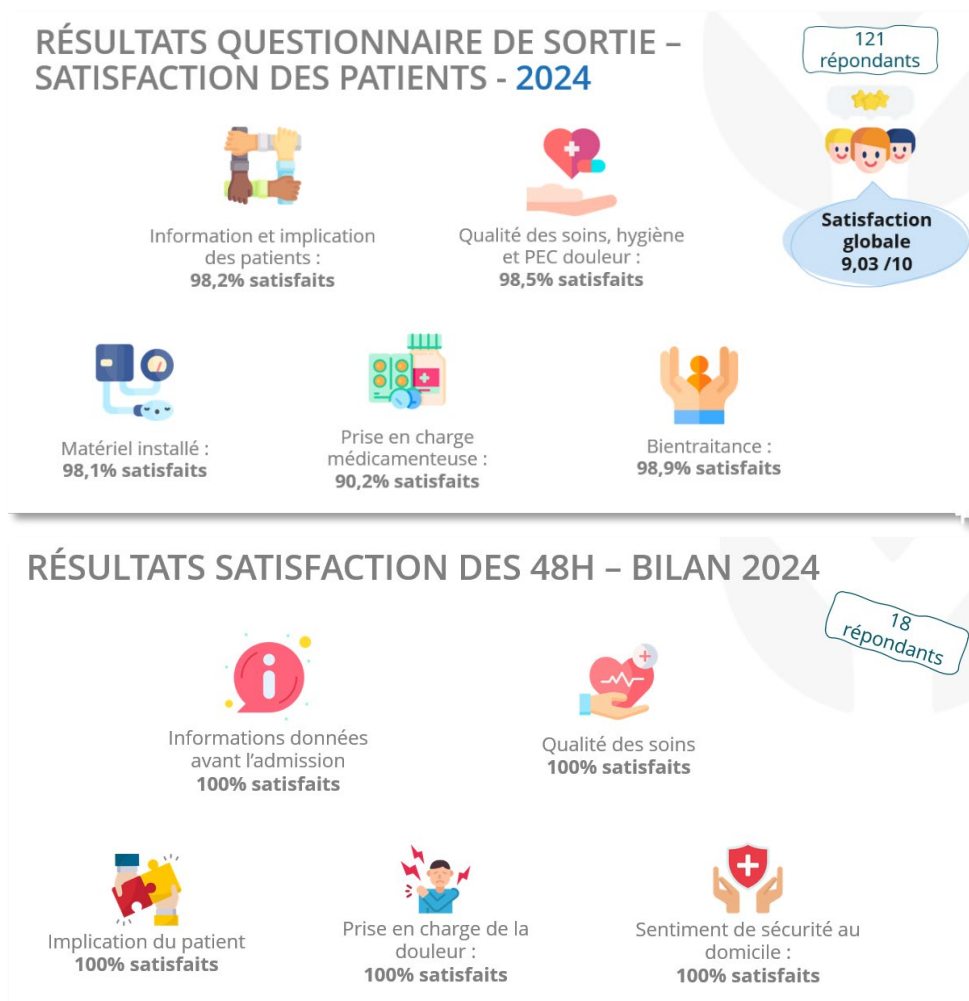 RÉSULTATS QUESTIONNAIRE DE SORTIE –
SATISFACTION DES PATIENTS - 2024
121
répondants
Satisfaction
globale
9,03 /10
Information et implication
des patients :
98,2% satisfaits
Qualité des soins, hygiène
et PEC douleur :
98,5% satisfaits
Matériel installé :
98,1% satisfaits
Prise en charge
médicamenteuse :
90,2% satisfaits
Bientraitance :
98,9% satisfaits
RÉSULTATS SATISFACTION DES 48H – BILAN 2024
18
répondants
Informations données
avant l’admission
100% satisfaits
Qualité des soins
100% satisfaits
Implication du patient
100% satisfaits
Prise en charge de la
douleur :
100% satisfaits
Sentiment de sécurité au
domicile :
100% satisfaits